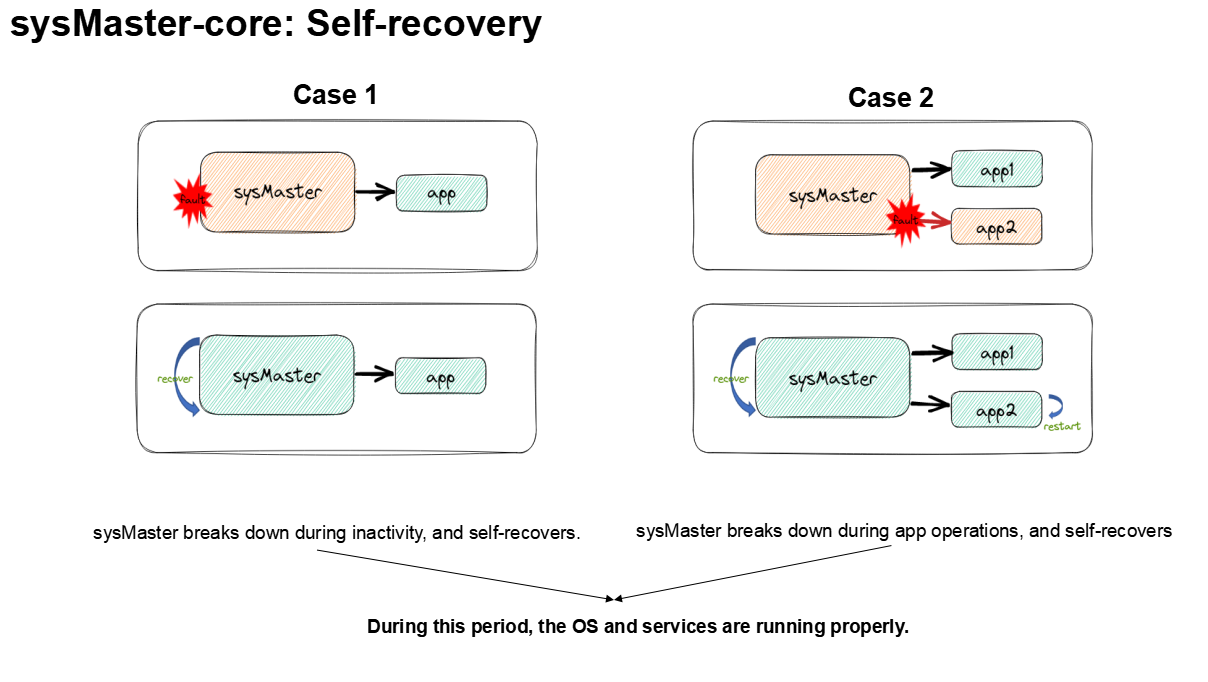 sysMaster-core: Self-recovery
Case 1
fault
sysMaster
app
recover
sysMaster
app
sysMaster breaks down during inactivity, and self-recovers.
Case 2
sysMaster
fault
app1
app2
recover
sysMaster
app1
app2
restart
sysMaster breaks down during app operations, and self-recovers
During this period, the OS and services are running properly.